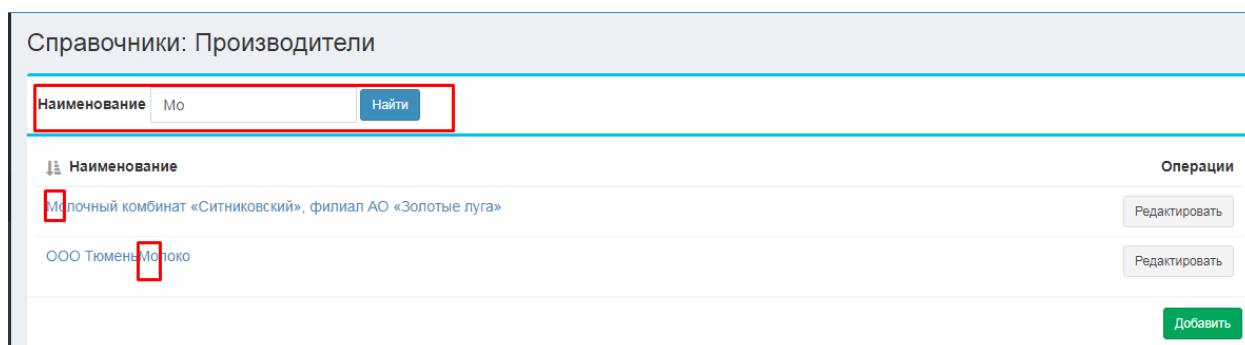 Справочники: Производители
Наименование Мо Найти
Наименование Операции
Молочный комбинат «Ситниковский», филиал АО «Золотые луга» Редактировать
ООО ТюменьМолоко Редактировать
Добавить